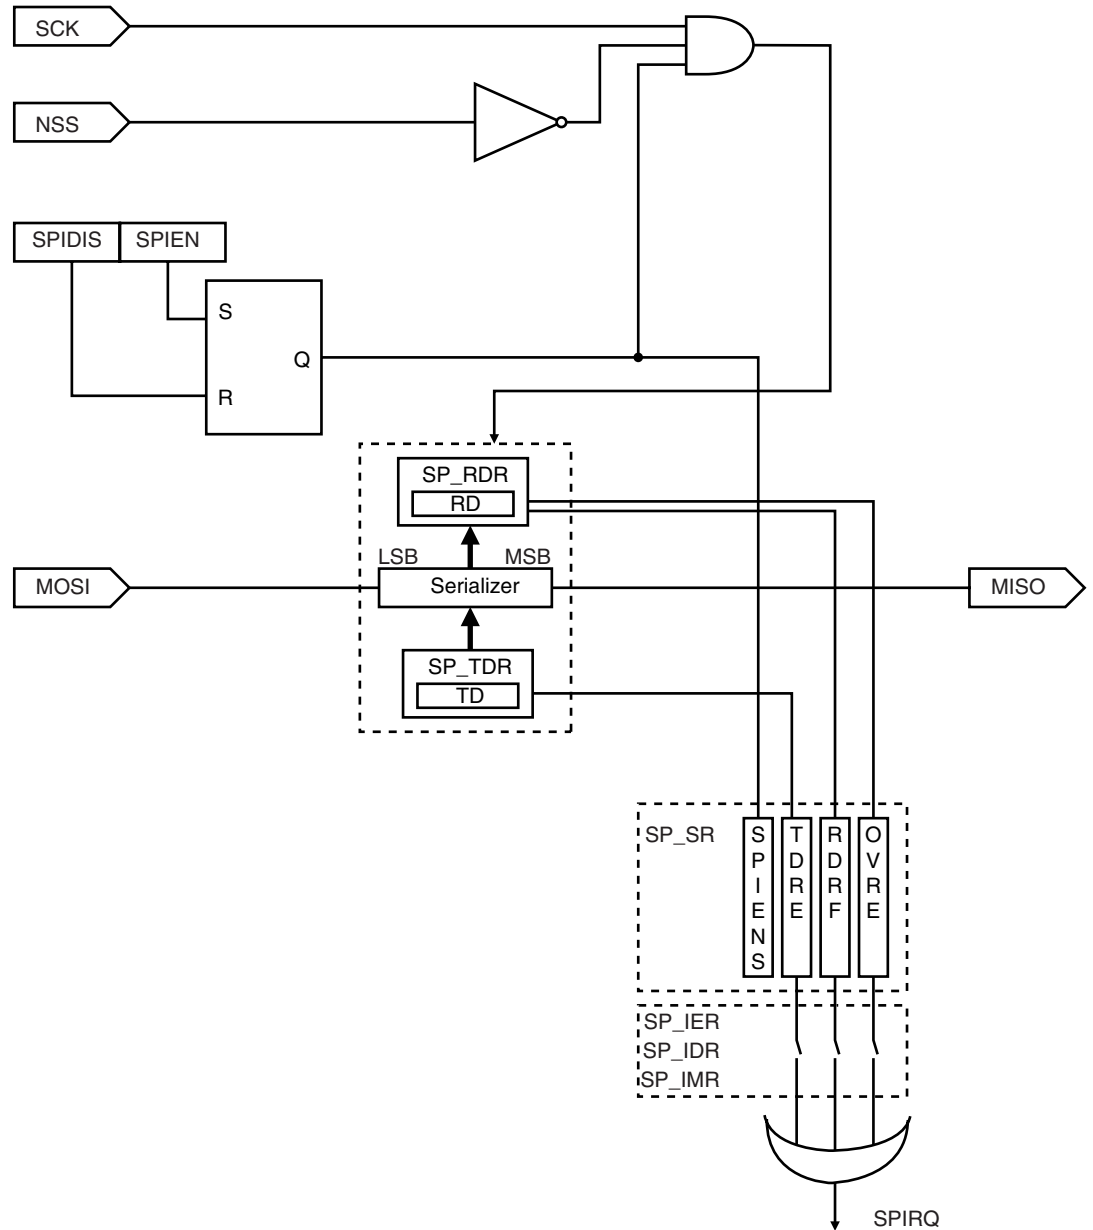 SCK
NSS
SPIDIS SPIEN
S
Q
R
SP_RDR
RD
LSB MSB
MOSI Serializer MISO
SP_TDR
TD
SP_SR
SPIENS
TDRE
RDRF
OVRE
SP_IER
SP_IDR
SP_IMR
SPIRQ